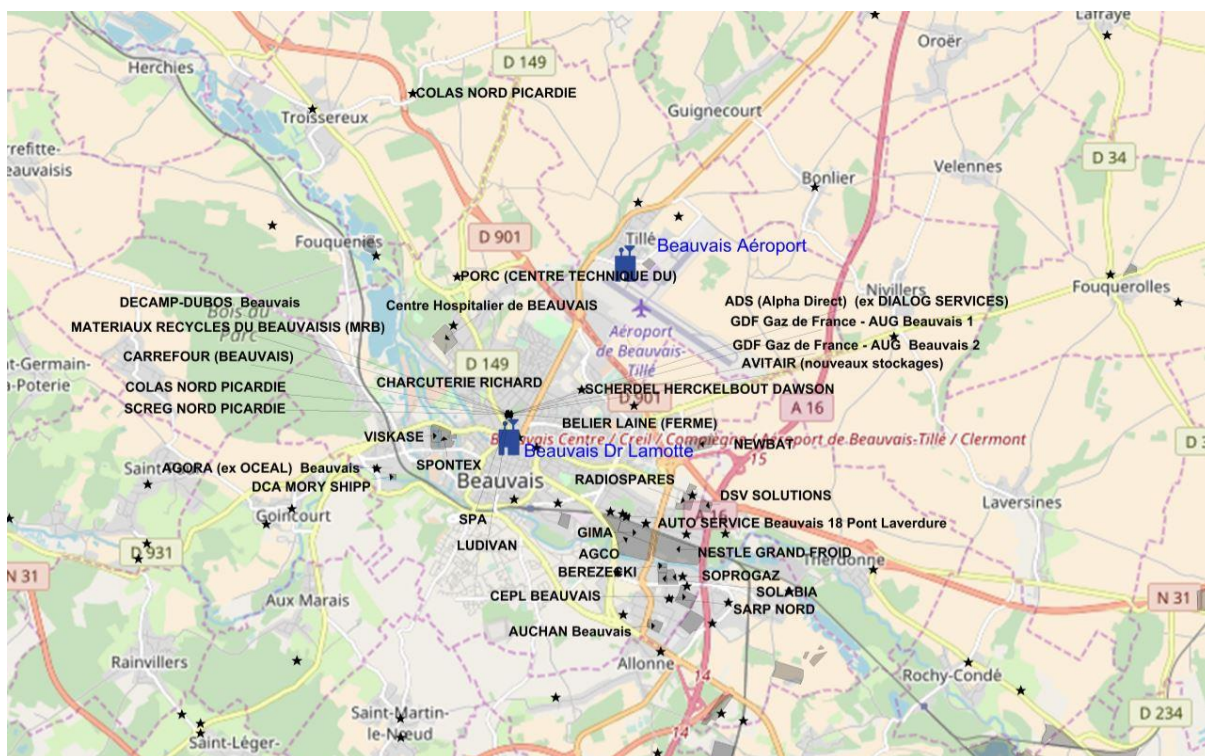 Lafraye
Oroër
D 149
Herchies
COLAS NORD PICARDIE
Troissereux
Guignecourt
D 34
Velennes
Bonlier
D 901
Tillé
Beauvais Aéroport
Fouquenies
PORC (CENTRE TECHNIQUE DU)
Fouquerolles
Nivillers
DECAMP-DUBOS Beauvais
Centre Hospitalier de BEAUVAIS
ADS (Alpha Direct) (ex DIALOG SERVICES)
Bois du
Parc
MATERIAUX RECYCLES DU BEAUVAISIS (MRB)
Aéroport
de Beauvais-
Tillé
GDF Gaz de France - AUG Beauvais 1
GDF Gaz de France - AUG Beauvais 2
CARREFOUR (BEAUVAIS)
D 149
AVITAIR (nouveaux stockages)
CHARCUTERIE RICHARD
COLAS NORD PICARDIE
SCHERDEL HERCKELBOUT DAWSON
D 901
A 16
SCREG NORD PICARDIE
BELIER LAINE (FERME)
VISKASE
NEWBAT
Beauvais Dr Lamotte
15
SPONTEX
AGORA (ex OCEAL) Beauvais
DCA MORY SHIPP
Beauvais
RADIOSPARES
DSV SOLUTIONS
Laversines
Goincourt
SPA
A 16
AUTO SERVICE Beauvais 18 Pont Laverdure
GIMA
LUDIVAN
D 931
AGCO
NESTLE GRAND FROID
Therdonne
BEREZECKI
SOPROGAZ
N 31
CEPL BEAUVAIS
SOLABIA
N 31
Aux Marais
SARP NORD
AUCHAN Beauvais
Rainvillers
Allonne
14
Rochy-Condé
14
Saint-Martin-
le-Nœud
D 234
Saint-Léger-